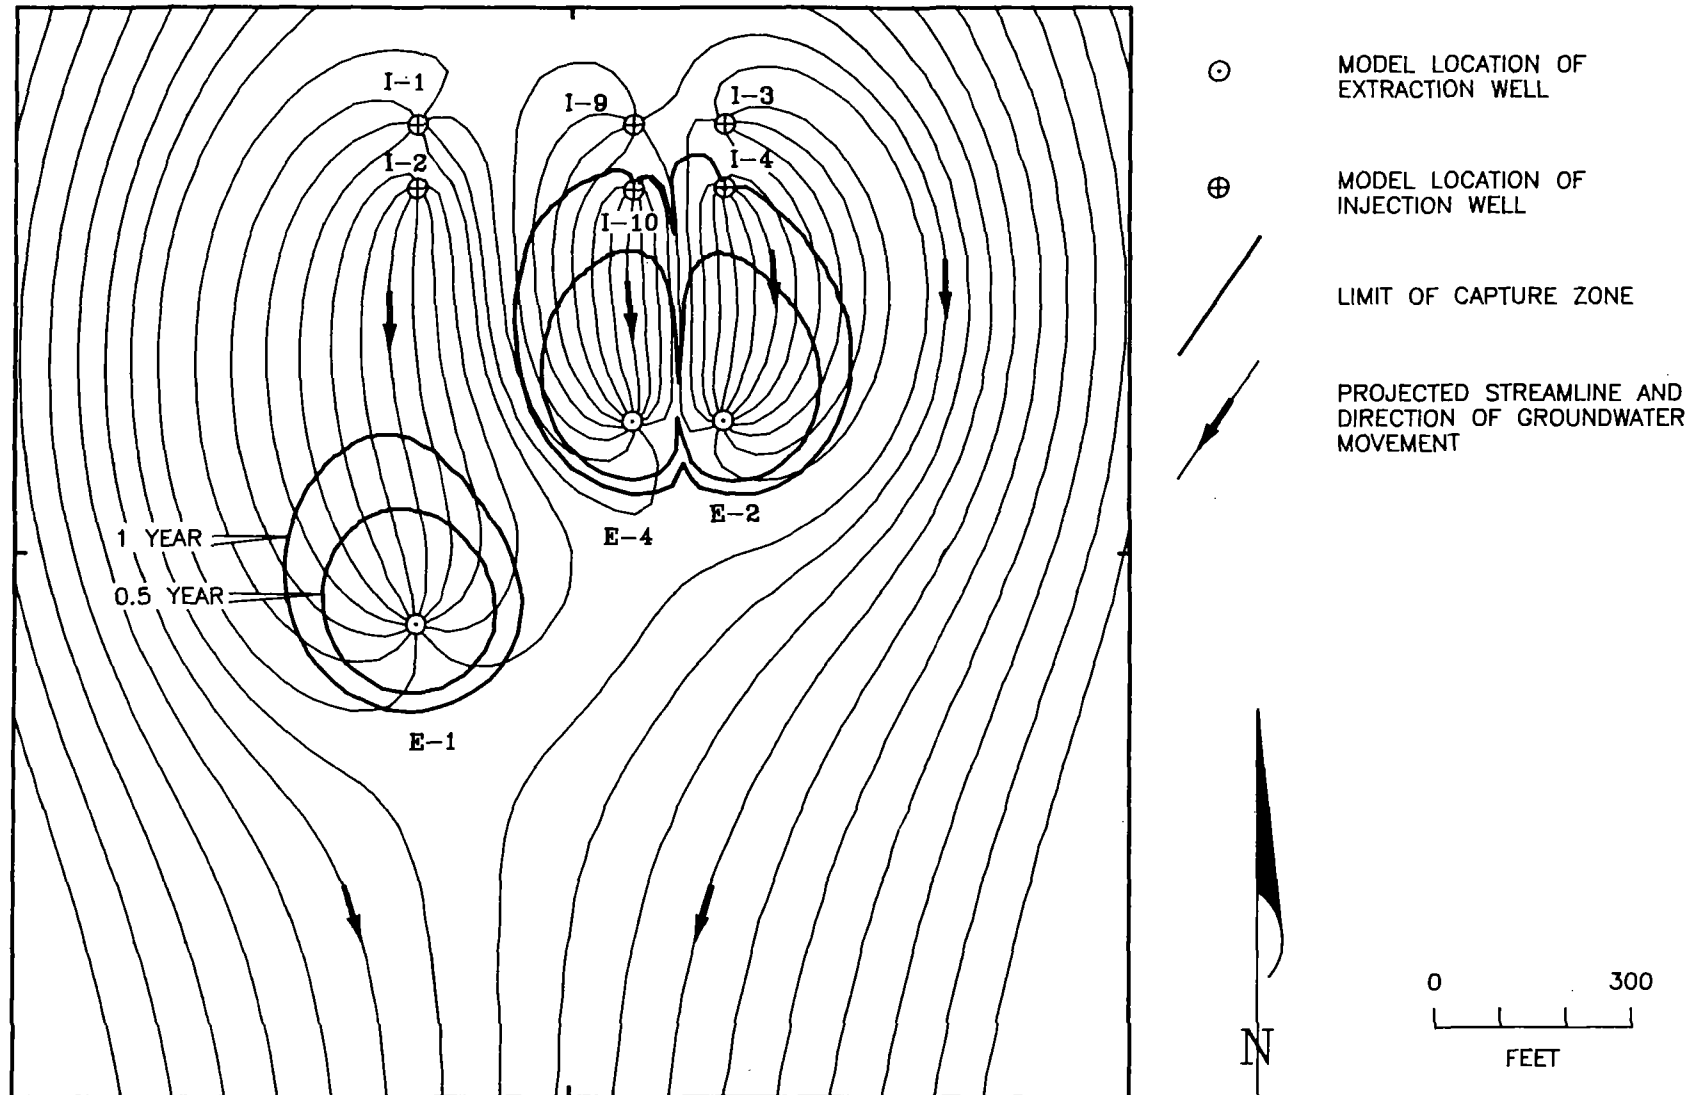 I-1
I-9
I-3
I-2
I-4
I-10
E-2
E-4
1 YEAR
0.5 YEAR
E-1
MODEL LOCATION OF
EXTRACTION WELL
MODEL LOCATION OF
INJECTION WELL
LIMIT OF CAPTURE ZONE
PROJECTED STREAMLINE AND
DIRECTION OF GROUNDWATER
MOVEMENT
N
0 300
FEET